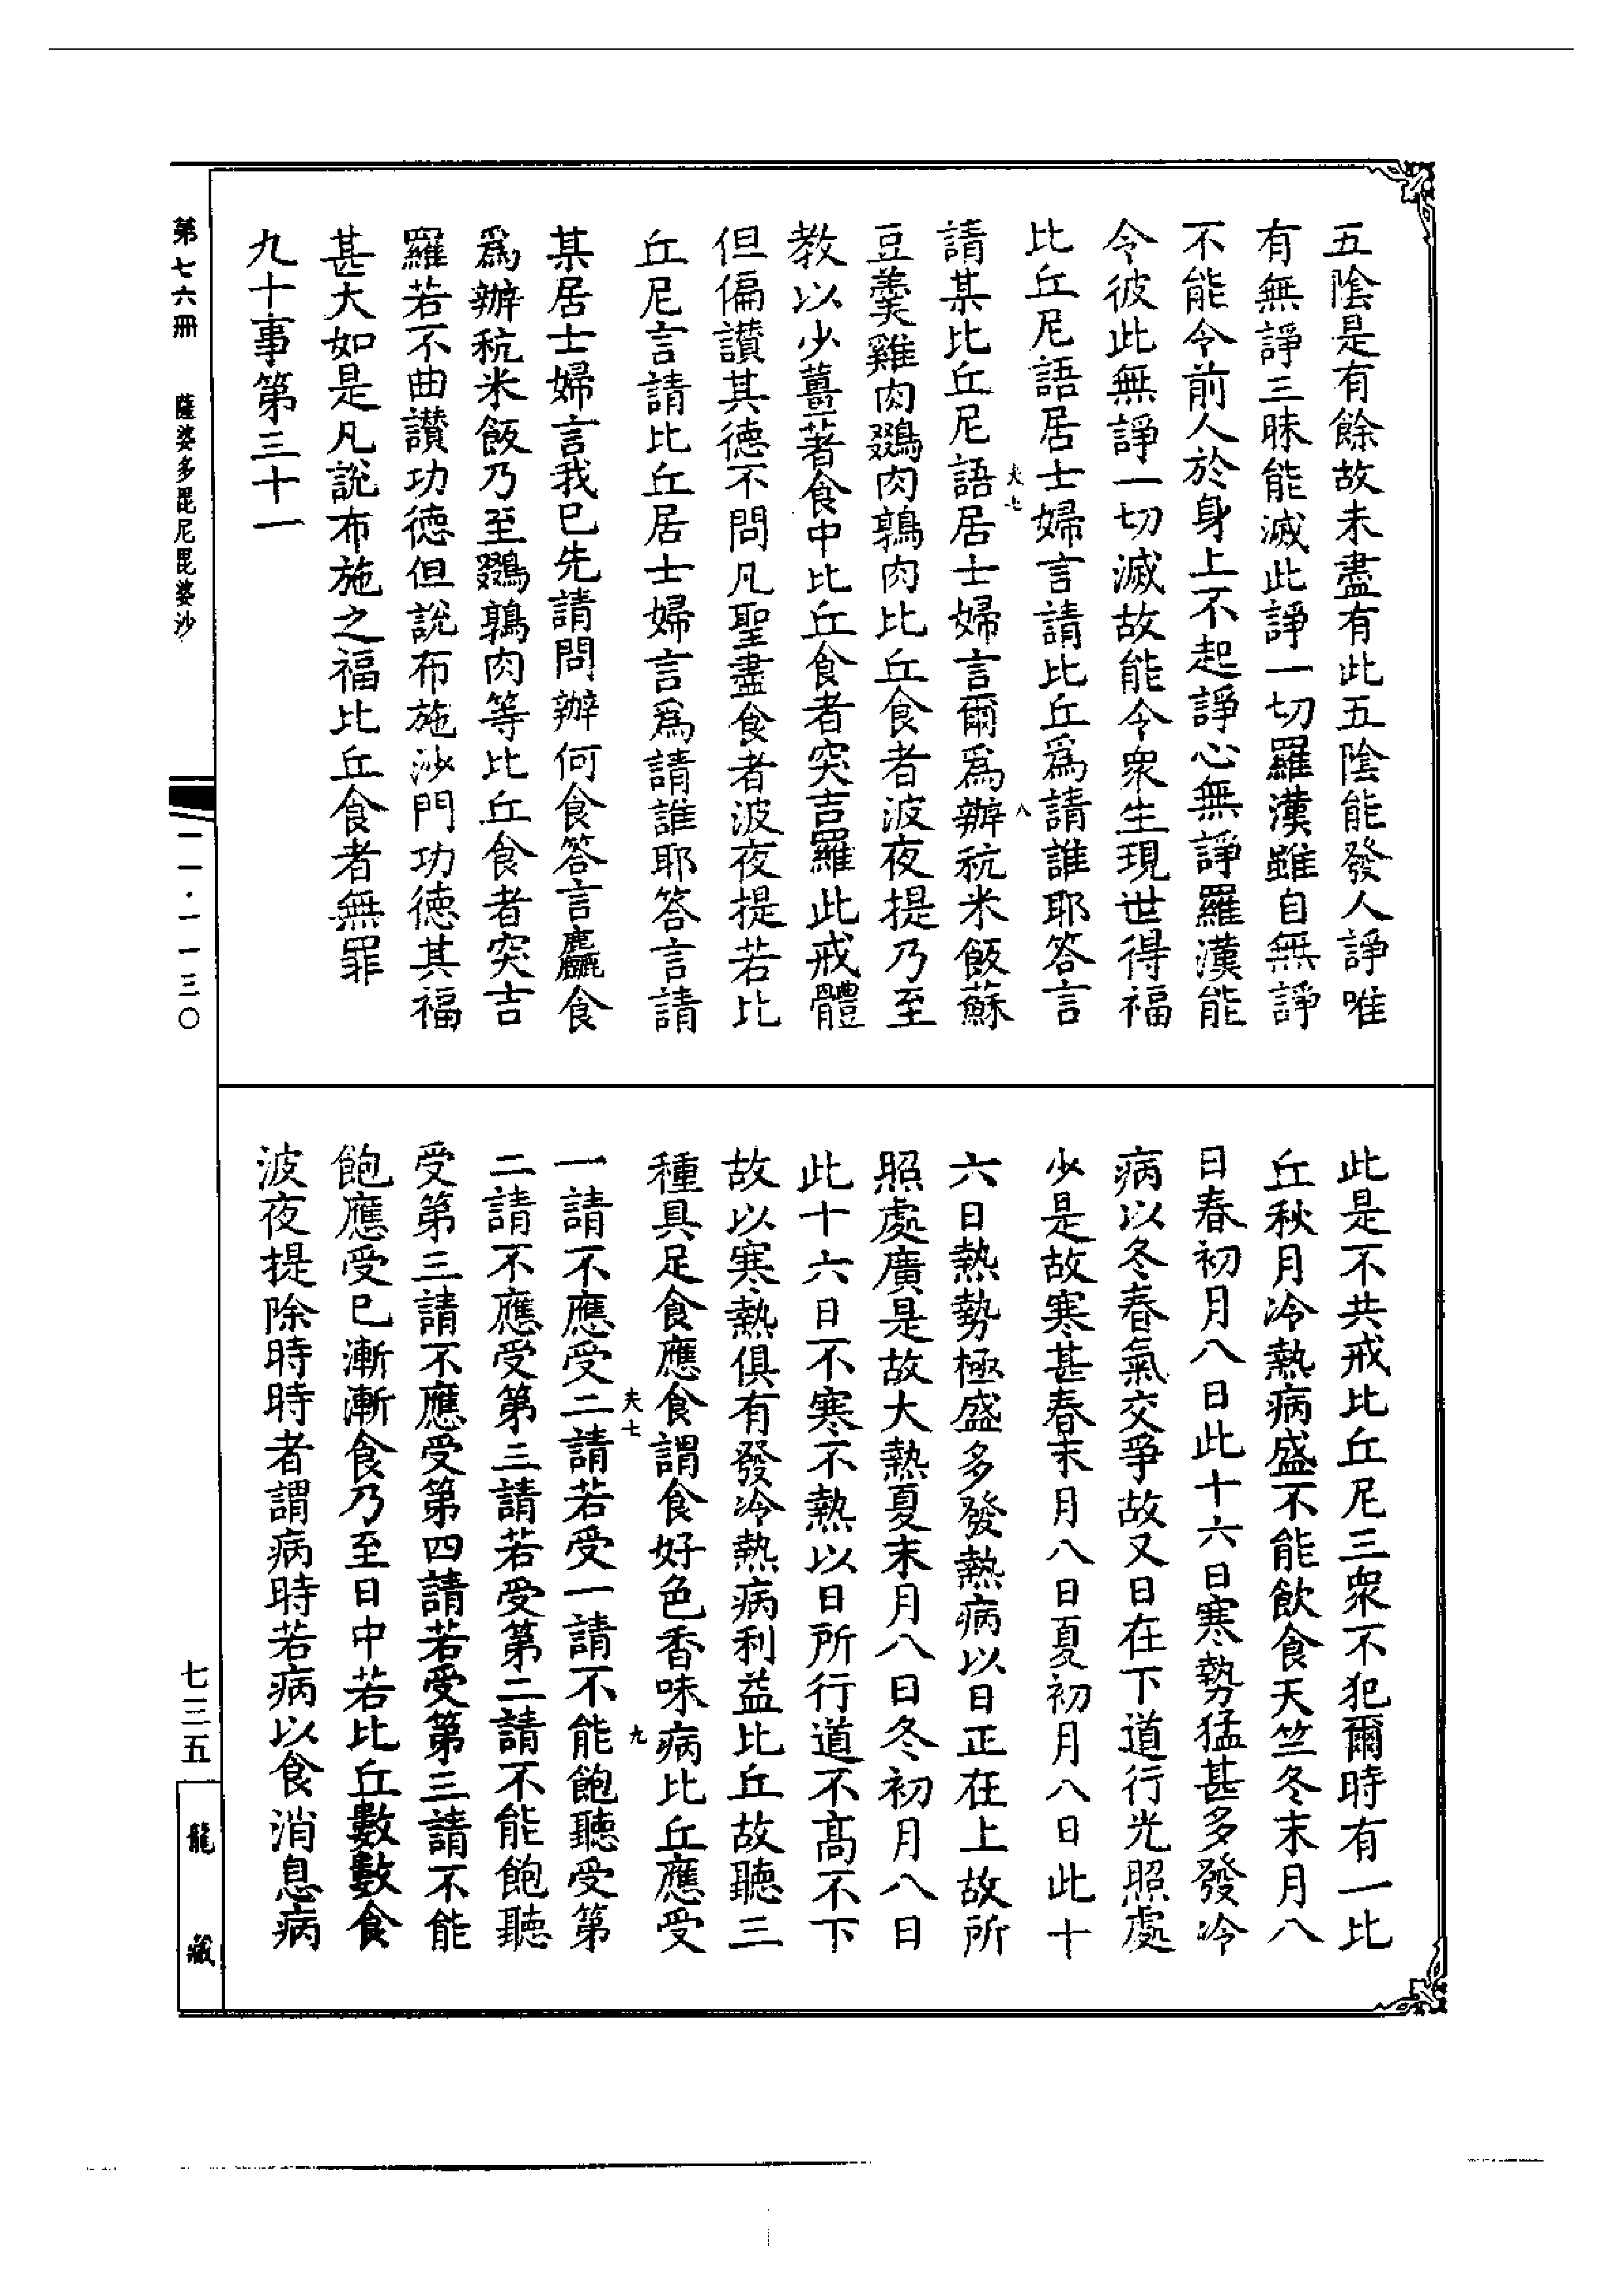 五陰是有餘故未盡有此五陰能發人諍唯
有無諍三昧能滅此諍一切羅漢雖自無諍
不能令前人於身上不起諍心無諍羅漢能
令彼此無諍一切滅故能令衆生現世得福
比丘尼語居士婦言請比丘爲請誰耶答言
請某比丘尼語居士婦言爾爲辦秔米飯蘇
豆羹雞肉鷃肉鶉肉比丘食者波夜提乃至
教以少薑著食中比丘食者突吉羅此戒體
但偏讚其德不問凡聖盡食者波夜提若比
丘尼言請比丘居士婦言爲請誰耶答言請
某居士婦言我已先請問辦何食答言麤食
爲辦秔米飯乃至鷃鶉肉等比丘食者突吉
羅若不曲讚功德但說布施沙門功德其福
甚大如是凡說布施之福比丘食者無罪
九十事第三十一
夫七
八
此是不共戒比丘尼三衆不犯爾時有一比
丘秋月冷熱病盛不能飲食天竺冬末月八
日春初月八日此十六日寒勢猛甚多發冷
病以冬春氣交爭故又日在下道行光照處
少是故寒甚春末月八日夏初月八日此十
六日熱勢極盛多發熱病以日正在上故所
照處廣是故大熱夏末月八日冬初月八日
此十六日不寒不熱以日所行道不高不下
故以寒熱俱有發冷熱病利益比丘故聽三
種具足食應食謂食好色香味病比丘應受
一請不應受二請若受一請不能飽聽受第
二請不應受第三請若受第二請不能飽聽
受第三請不應受第四請若受第三請不能
飽應受已漸漸食乃至日中若比丘數數食
波夜提除時時者謂病時若病以食消息病
夫七
九
第七六冊
薩婆多毘尼毘婆沙
一一·一一三〇
七三五
龍藏